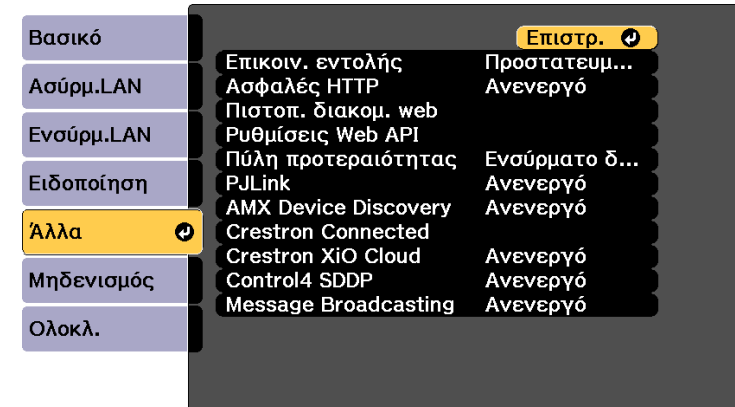 Βασικό
Ασύρμ.LAN
Ενσύρμ.LAN
Ειδοποίηση
Άλλα
Μηδενισμός
Ολοκλ.
Επιστρ.
Επικοιν. εντολής Προστατευμ...
Ασφαλές HTTP Ανενεργό
Πιστοπ. διακομ. web
Ρυθμίσεις Web API
Πύλη προτεραιότητας Ενσύρματο δ...
PJLink Ανενεργό
AMX Device Discovery Ανενεργό
Crestron Connected
Crestron XiO Cloud Ανενεργό
Control4 SDDP Ανενεργό
Message Broadcasting Ανενεργό